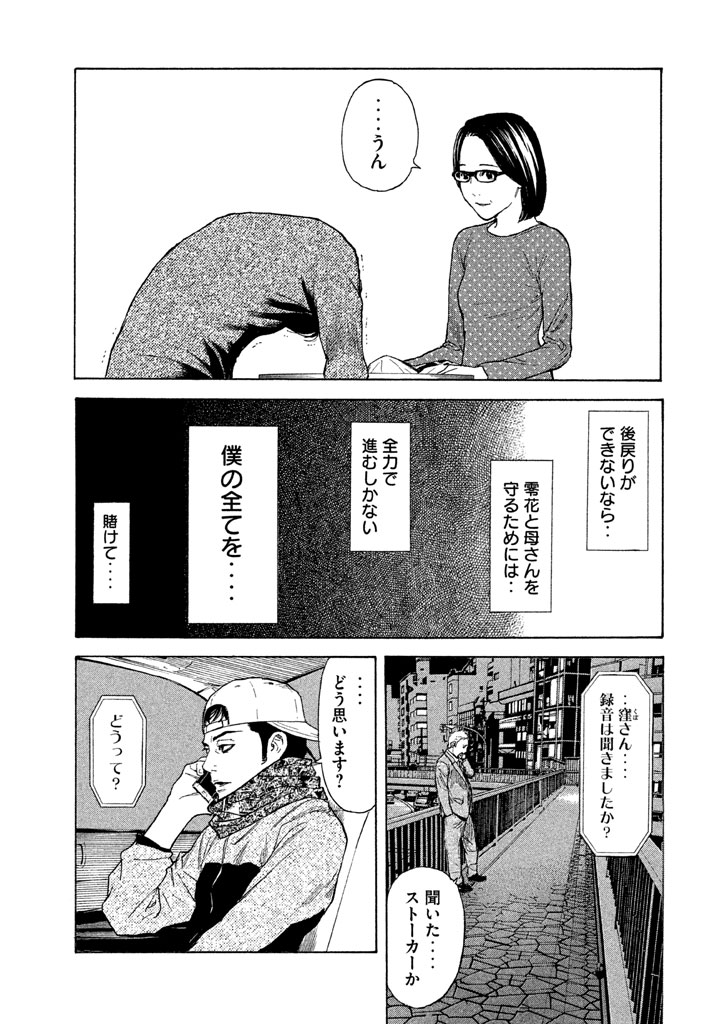 ‥‥うん
後戻りが
できないなら‥
零花と母さんを
守るためには‥
全力で
進むしかない
僕の全てを‥‥
賭けて‥‥
‥窪さん‥‥
くぼ
録音は聞きましたか?
聞いた‥‥
ストーカーか
‥‥
どう思います?
どうって?